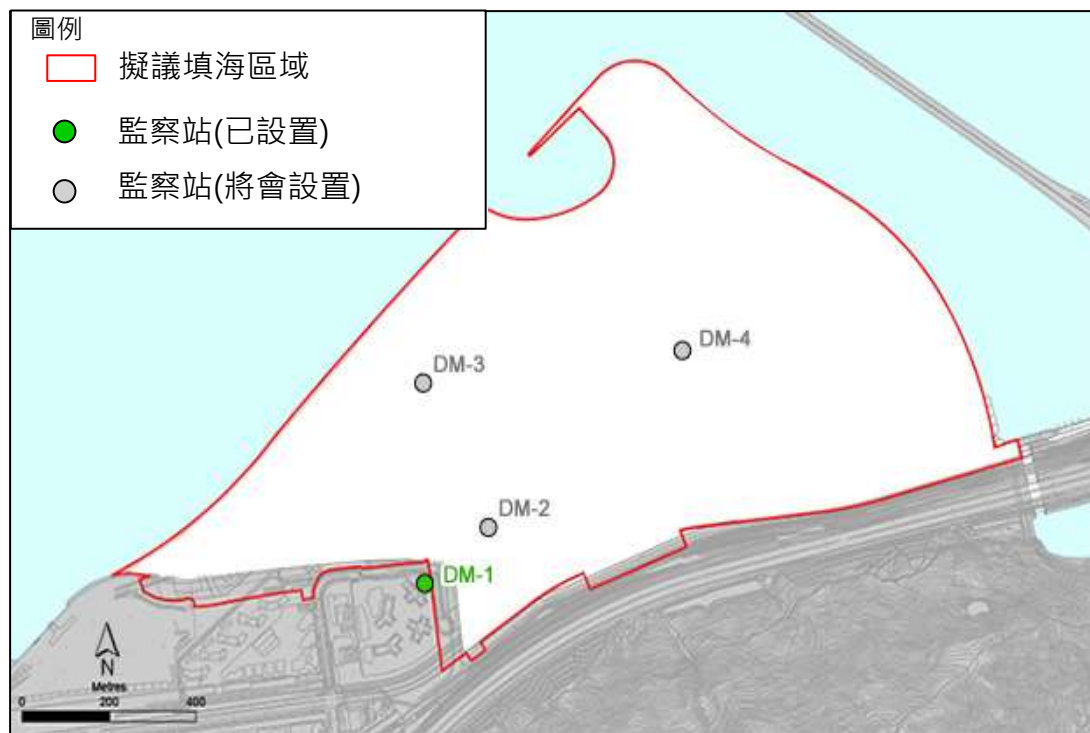 圖例
擬議填海區域
監察站(已設置)
監察站(將會設置)
DM-4
DM-3
DM-2
DM-1
N
Metres
0 200 400